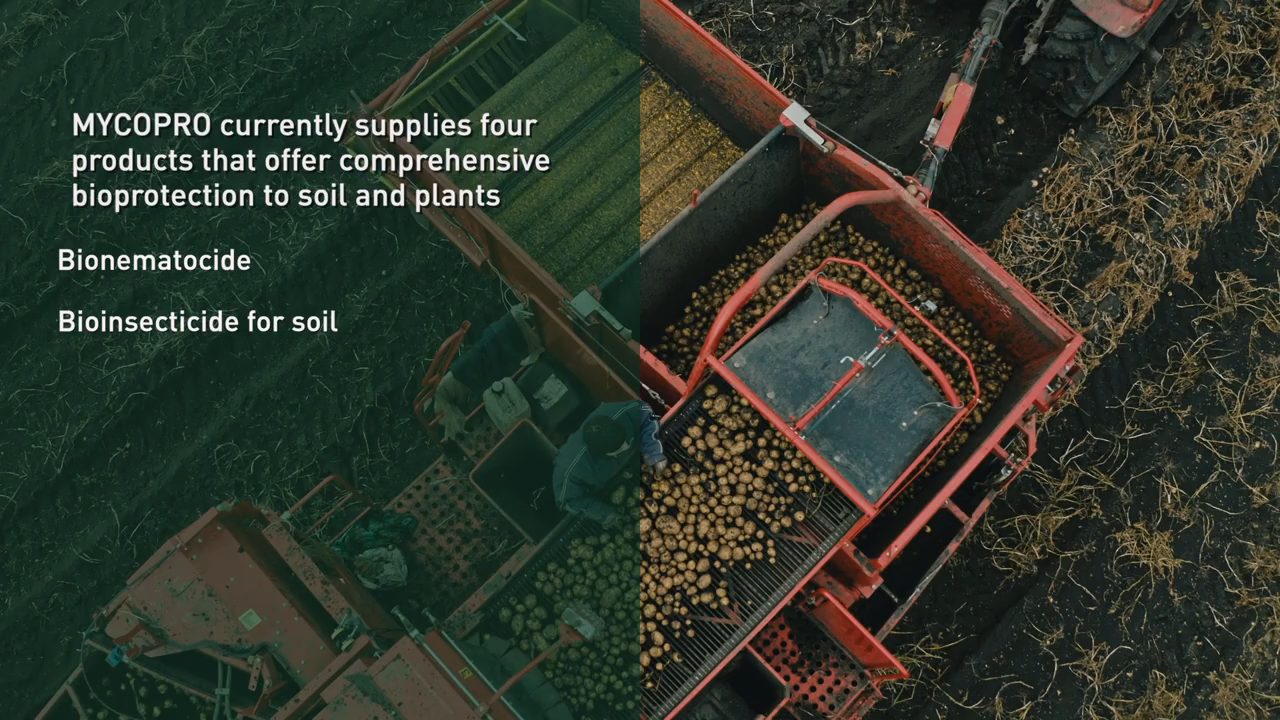 MYCOPRO currently supplies four
products that offer comprehensive
bioprotection to soil and plants
Bionematocide
Bioinsecticide for soil